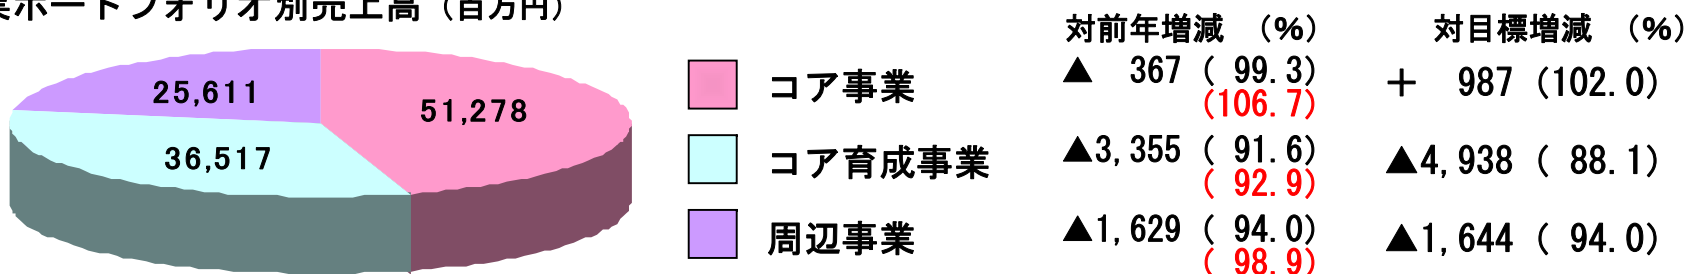 業ポートフォリオ別売上高（百万円）
対前年増減 （％） 対目標増減 （％）
25,611
51,278
36,517
コア事業 ▲ 367 ( 99.3) ＋ 987 (102.0)
(106.7)
コア育成事業 ▲3,355 ( 91.6) ▲4,938 ( 88.1)
( 92.9)
周辺事業 ▲1,629 ( 94.0) ▲1,644 ( 94.0)
( 98.9)